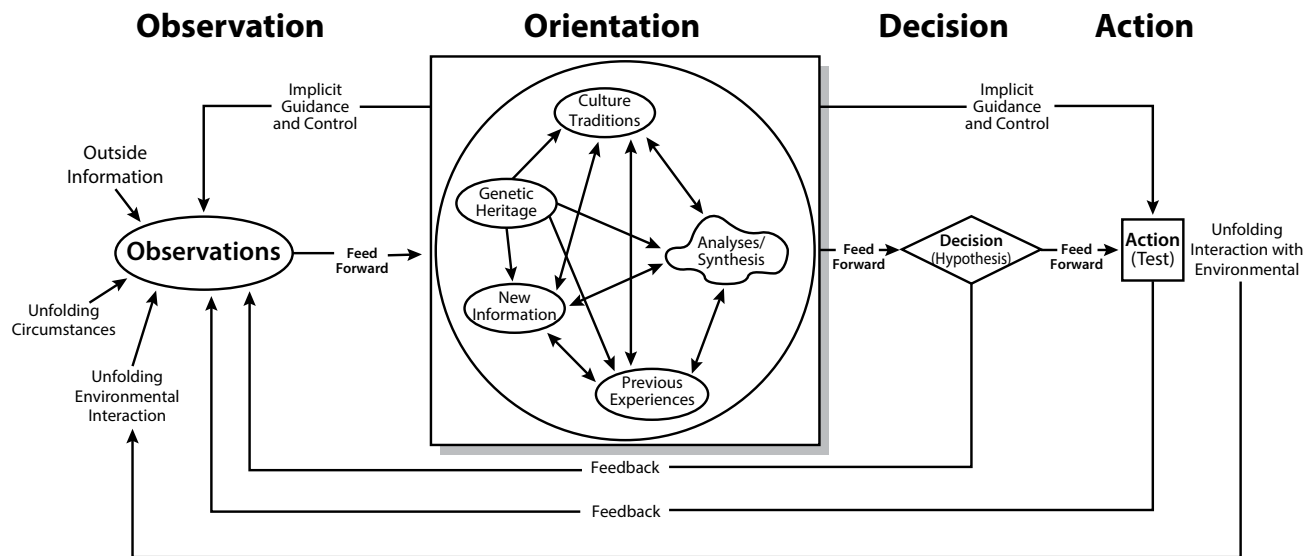 Observation
Orientation
Decision
Action
Implicit
Guidance
and Control
Outside
Information
Observations
Unfolding
Circumstances
Unfolding
Environmental
Interaction
Feed
Forward
Culture
Traditions
Genetic
Heritage
Analyses/
Synthesis
New
Information
Previous
Experiences
Feed
Forward
Decision
(Hypothesis)
Feed
Forward
Implicit
Guidance
and Control
Action
(Test)
Unfolding
Interaction with
Environmental
Feedback
Feedback